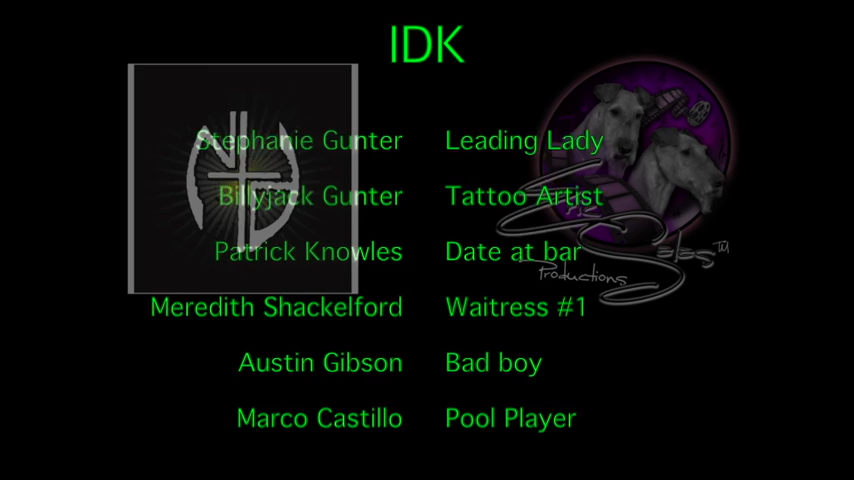 IDK
Stephanie Gunter Leading Lady
Billyjack Gunter Tattoo Artist
Patrick Knowles Date at bar
Meredith Shackelford Waitress #1
Austin Gibson Bad boy
Marco Castillo Pool Player
Sales™
Productions